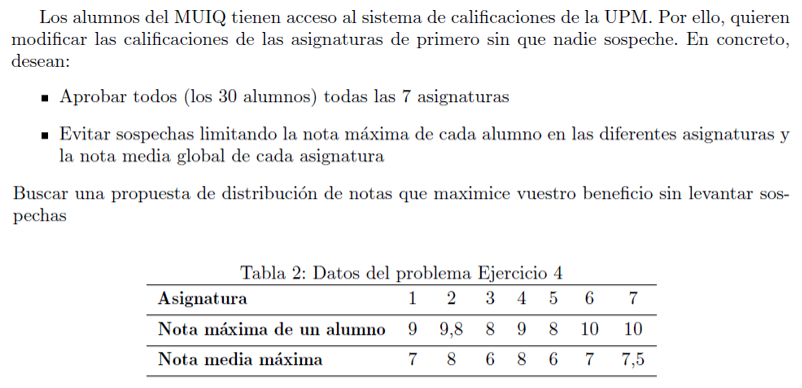 Los alumnos del MUIQ tienen acceso al sistema de calificaciones de la UPM. Por ello, quieren
modificar las calificaciones de las asignaturas de primero sin que nadie sospeche. En concreto,
desean:
▪ Aprobar todos (los 30 alumnos) todas las 7 asignaturas
▪ Evitar sospechas limitando la nota máxima de cada alumno en las diferentes asignaturas y
la nota media global de cada asignatura
Buscar una propuesta de distribución de notas que maximice vuestro beneficio sin levantar sos-
pechas
Tabla 2: Datos del problema Ejercicio 4
Asignatura 1 2 3 4 5 6 7
Nota máxima de un alumno 9 9,8 8 9 8 10 10
Nota media máxima 7 8 6 8 6 7 7,5